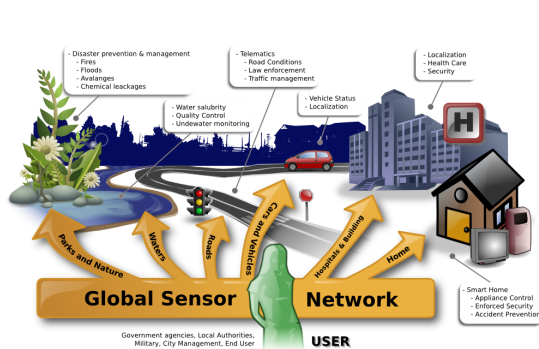 - Disaster prevention & management
- Fires
- Floods
- Avalanges
- Chemical leackages
- Telematics
- Road Conditions
- Law enforcement
- Traffic management
- Localization
- Health Care
- Security
- Water salubrity
- Quality Control
- Undewater monitoring
- Vehicle Status
- Localization
H
Parks and Nature
Waters
Roads
Cars and Vehicles
Hospitals & Building
Home
Global Sensor Network
- Smart Home
- Appliance Control
- Enforced Security
- Accident Prevention
Government agencies, Local Authorities,
Military, City Management, End User
USER